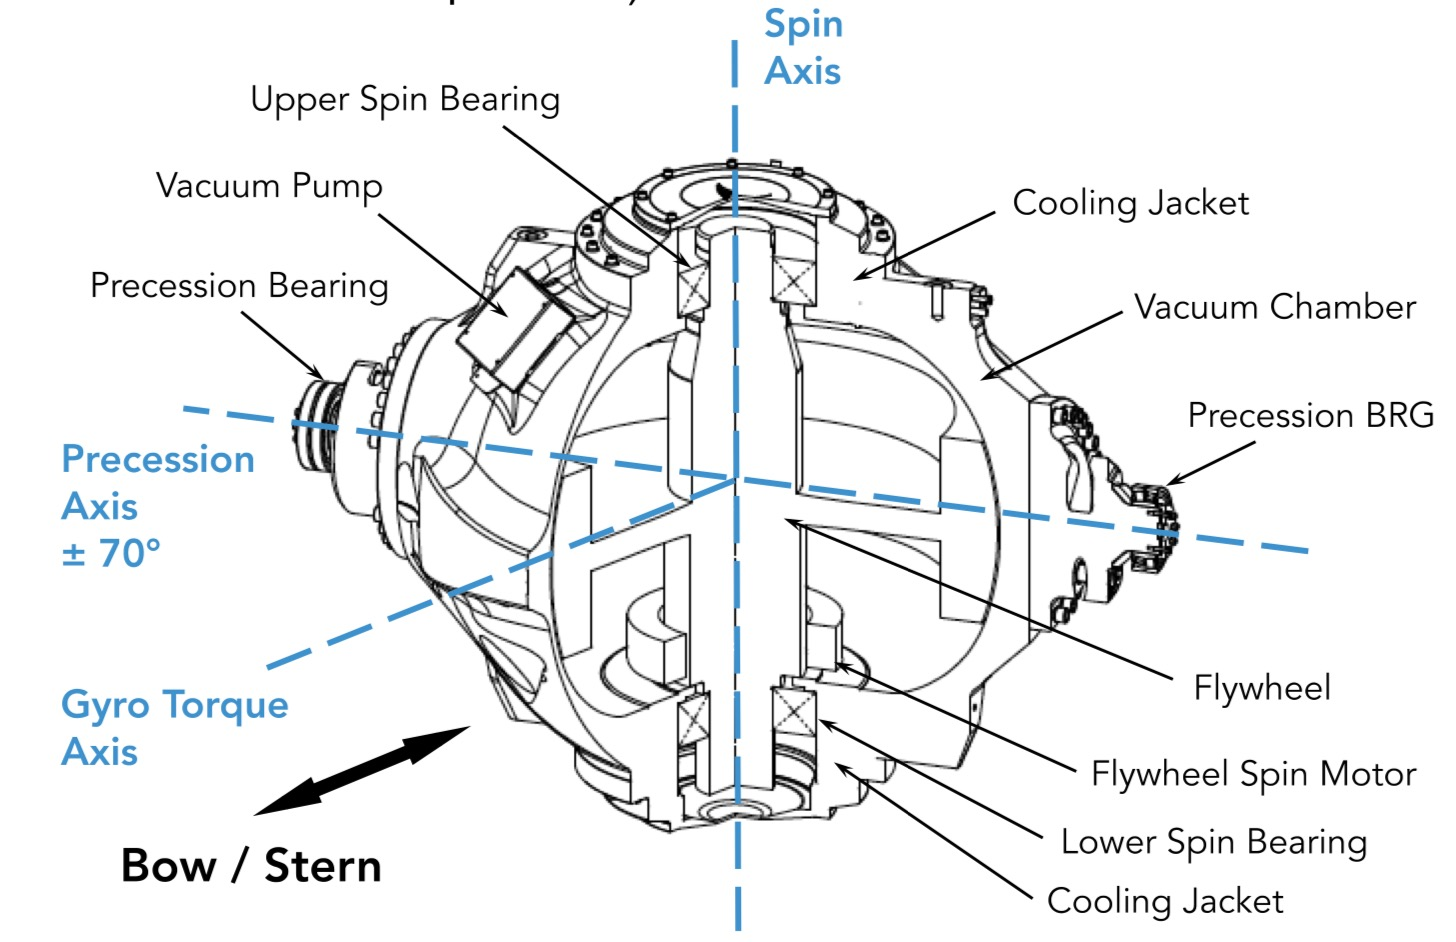 Spin
Axis
Upper Spin Bearing
Vacuum Pump
Cooling Jacket
Precession Bearing
Vacuum Chamber
Precession BRG
Precession
Axis
± 70°
Flywheel
Gyro Torque
Axis
Flywheel Spin Motor
Lower Spin Bearing
Bow / Stern
Cooling Jacket